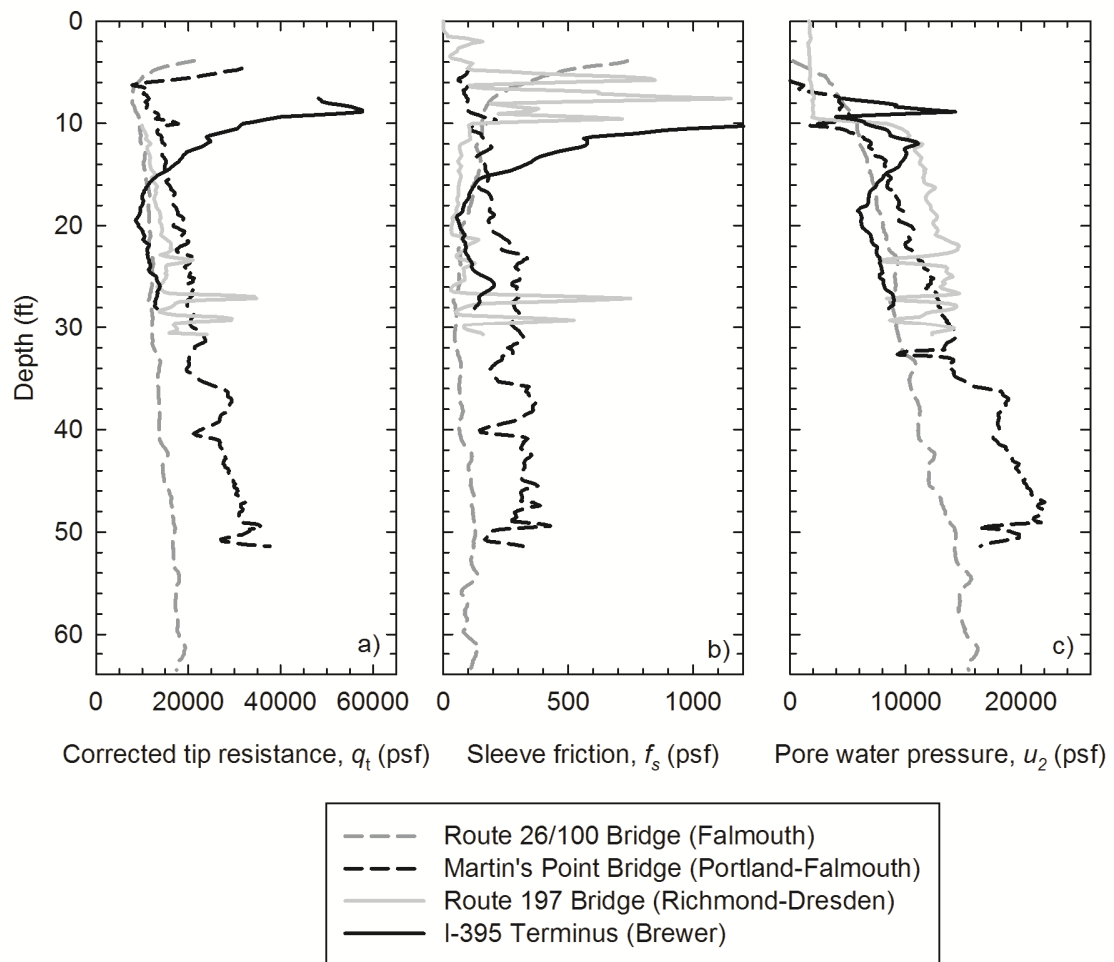 0
10
20
30
40
50
60
Depth (ft)
a)
b)
c)
0 20000 40000 60000
0 500 1000
0 10000 20000
Corrected tip resistance, qt (psf)
Sleeve friction, fs (psf)
Pore water pressure, u2 (psf)
Route 26/100 Bridge (Falmouth)
Martin's Point Bridge (Portland-Falmouth)
Route 197 Bridge (Richmond-Dresden)
I-395 Terminus (Brewer)